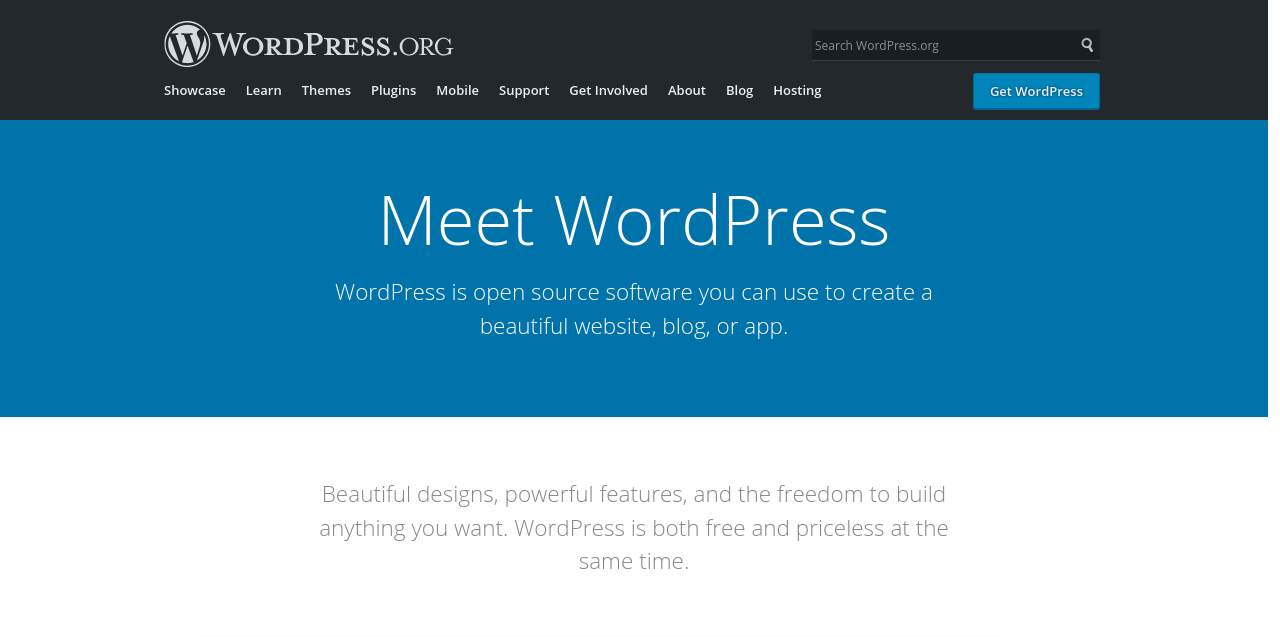 WORDPRESS.ORG
Search WordPress.org
Showcase Learn Themes Plugins Mobile Support Get Involved About Blog Hosting Get WordPress
Meet WordPress
WordPress is open source software you can use to create a
beautiful website, blog, or app.
Beautiful designs, powerful features, and the freedom to build
anything you want. WordPress is both free and priceless at the
same time.